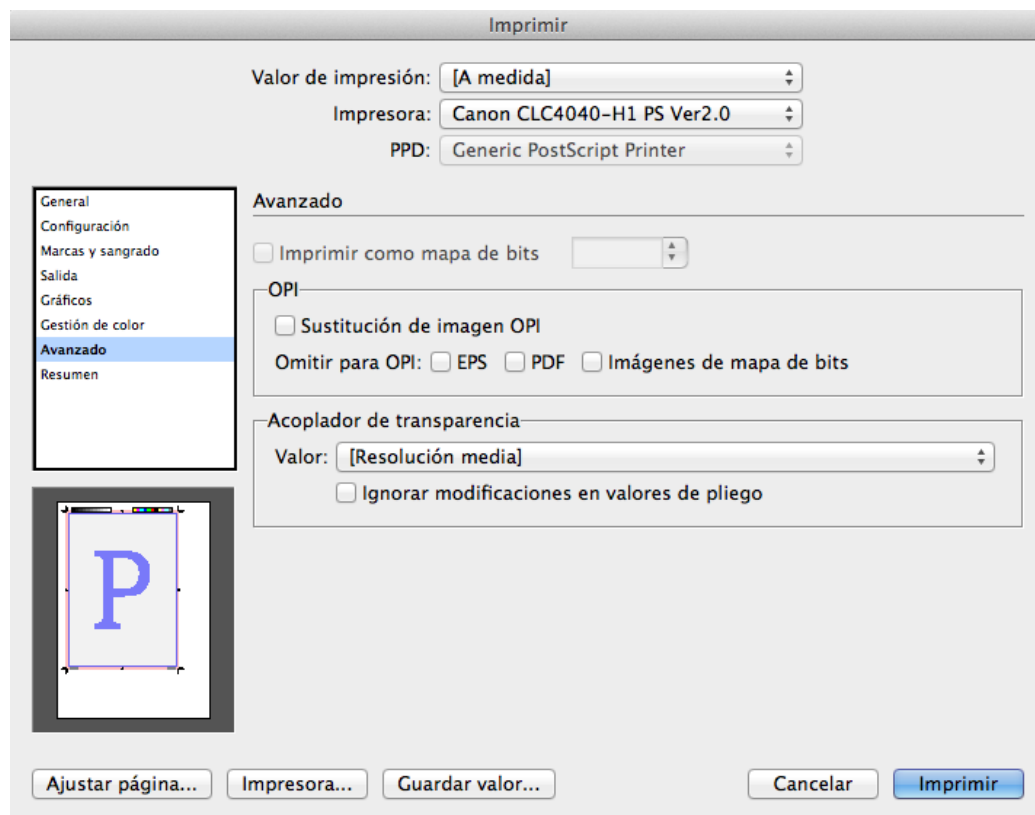 Imprimir
Valor de impresión: [A medida]
Impresora: Canon CLC4040-H1 PS Ver2.0
PPD: Generic PostScript Printer
General
Configuración
Marcas y sangrado
Salida
Gráficos
Gestión de color
Avanzado
Resumen
Avanzado
Imprimir como mapa de bits
OPI
Sustitución de imagen OPI
Omitir para OPI: EPS PDF Imágenes de mapa de bits
Acoplador de transparencia
Valor: [Resolución media]
Ignorar modificaciones en valores de pliego
P
Ajustar página... Impresora... Guardar valor... Cancelar Imprimir